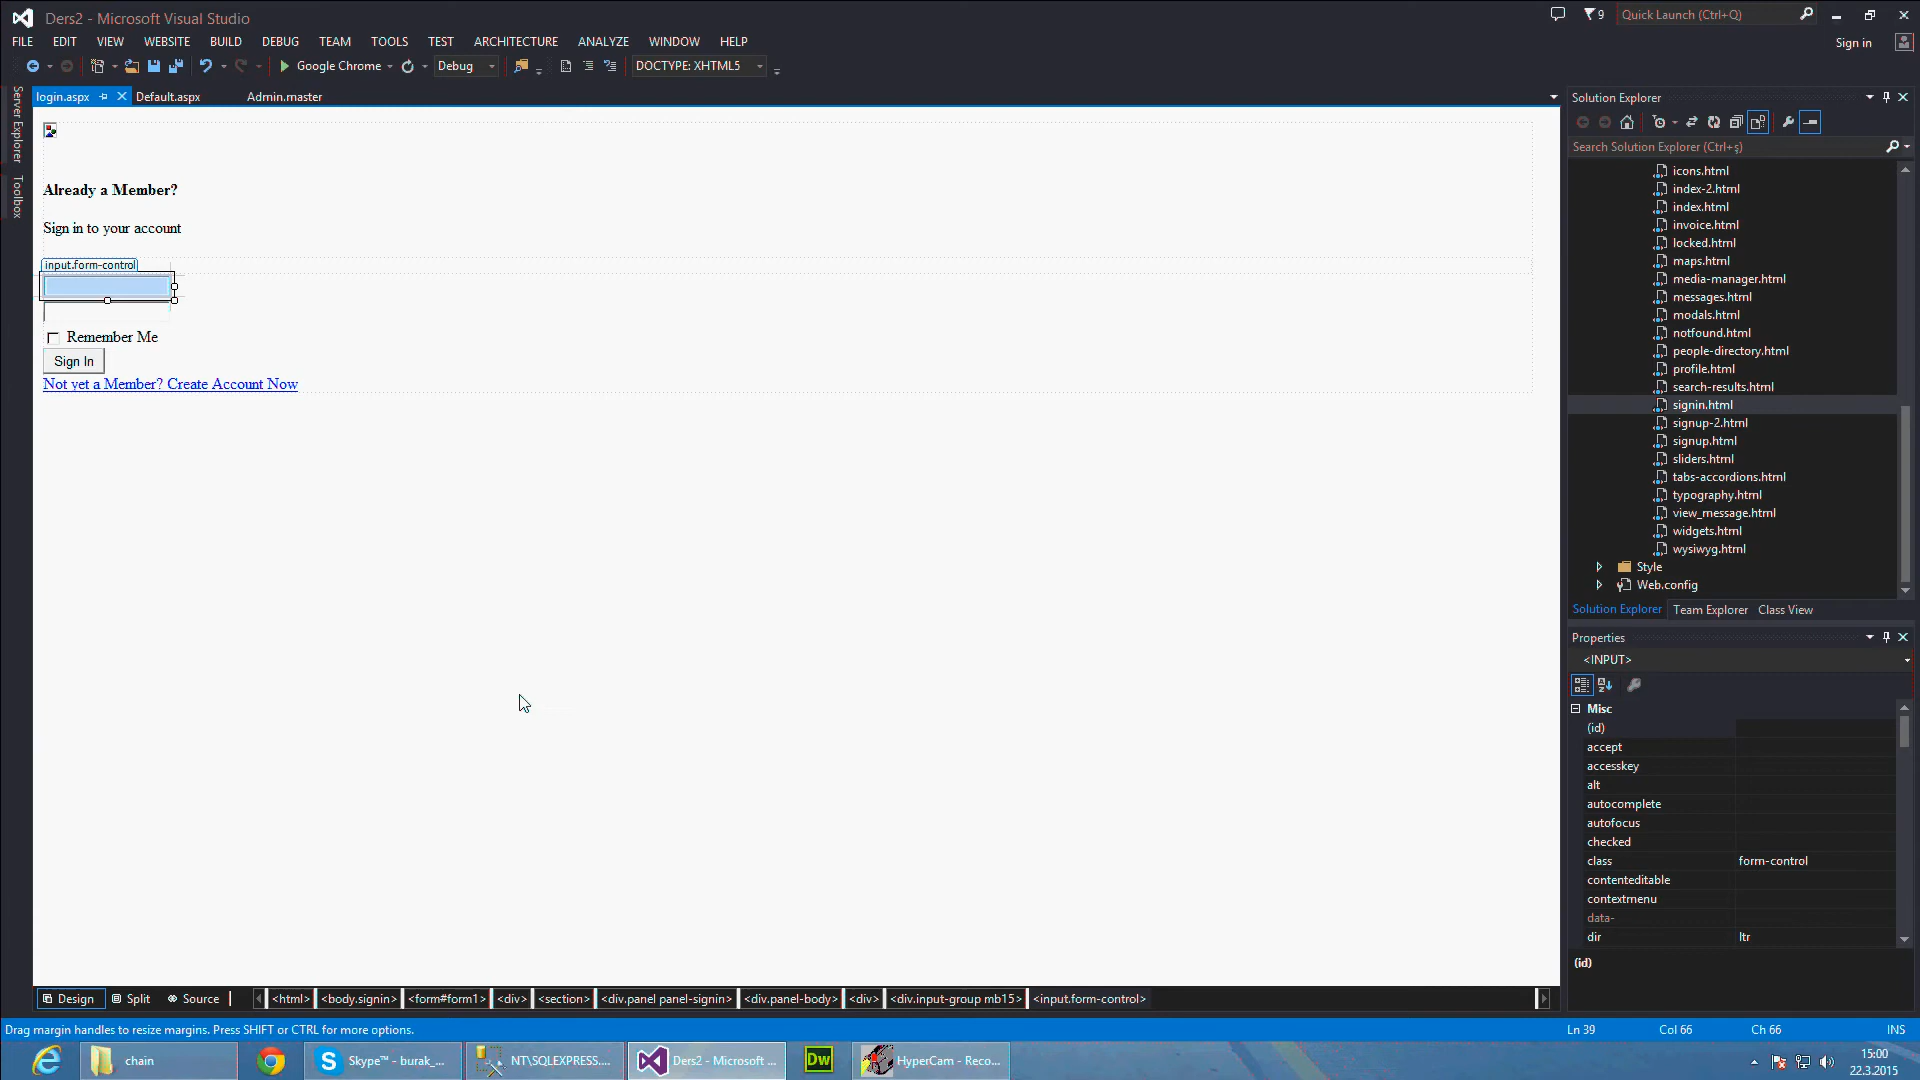 Ders2 - Microsoft Visual Studio
9
Quick Launch (Ctrl+Q)
FILE EDIT VIEW WEBSITE BUILD DEBUG TEAM TOOLS TEST ARCHITECTURE ANALYZE WINDOW HELP
Sign in
Google Chrome Debug DOCTYPE: XHTML5
login.aspx Default.aspx Admin.master
Server Explorer
Toolbox
Already a Member?
Sign in to your account
input.form-control
Remember Me
Sign In
Not yet a Member? Create Account Now
Solution Explorer
Search Solution Explorer (Ctrl+ş)
icons.html
index-2.html
index.html
invoice.html
locked.html
maps.html
media-manager.html
messages.html
modals.html
notfound.html
people-directory.html
profile.html
search-results.html
signin.html
signup-2.html
signup.html
sliders.html
tabs-accordions.html
typography.html
view_message.html
widgets.html
wysiwyg.html
Style
Web.config
Solution Explorer Team Explorer Class View
Properties
<INPUT>
Misc
(id)
accept
accesskey
alt
autocomplete
autofocus
checked
class form-control
contenteditable
contextmenu
data-
dir ltr
(id)
Design Split Source <html> <body.signin> <form#form1> <div> <section> <div.panel panel-signin> <div.panel-body> <div> <div.input-group mb15> <input.form-control>
Drag margin handles to resize margins. Press SHIFT or CTRL for more options.
Ln 39 Col 66 Ch 66 INS
chain
Skype™ - burak_...
NT\SQLEXPRESS....
Ders2 - Microsoft ...
Dw
HyperCam - Reco...
15:00
22.3.2015